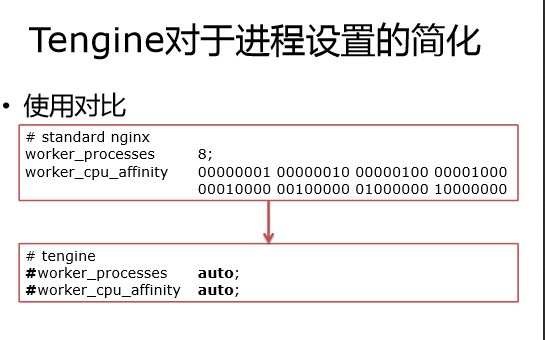 Tengine对于进程设置的简化
• 使用对比
# standard nginx
worker_processes 8;
worker_cpu_affinity 00000001 00000010 00000100 00001000
00010000 00100000 01000000 10000000
# tengine
#worker_processes auto;
#worker_cpu_affinity auto;